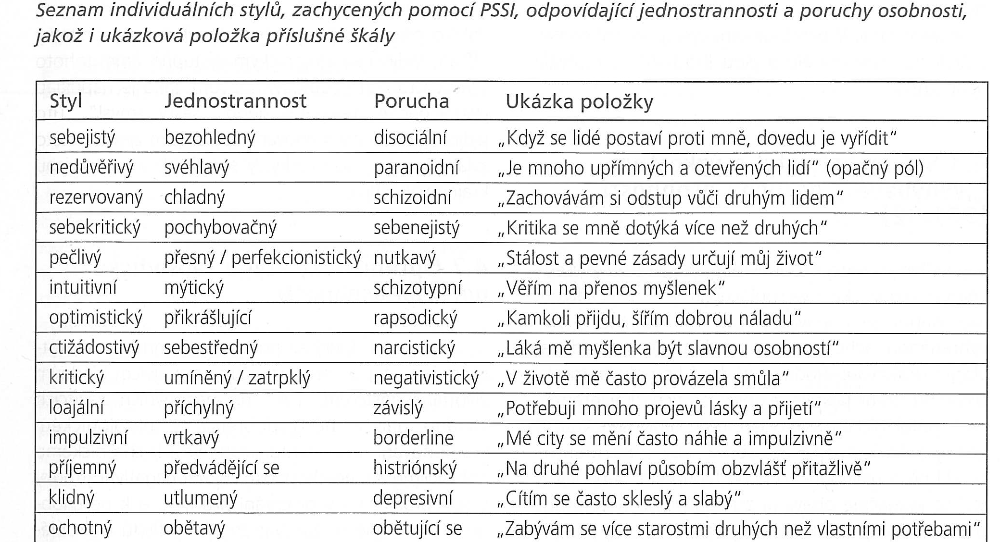 Seznam individuálních stylů, zachycených pomocí PSSI, odpovídající jednostrannosti a poruchy osobnosti,
jakož i ukázková položka příslušné škály
Styl Jednostrannost Porucha Ukázka položky
sebejistý bezohledný disociální „Když se lidé postaví proti mně, dovedu je vyřídit“
nedůvěřivý svéhlavý paranoidní „Je mnoho upřímných a otevřených lidí“ (opačný pól)
rezervovaný chladný schizoidní „Zachovávám si odstup vůči druhým lidem“
sebekritický pochybovačný sebenejistý „Kritika se mně dotýká více než druhých“
pečlivý přesný / perfekcionistický nutkavý „Stálost a pevné zásady určují můj život“
intuitivní mýtický schizotypní „Věřím na přenos myšlenek“
optimistický přikrášlující rapsodický „Kamkoli přijdu, šířím dobrou náladu“
ctižádostivý sebestředný narcistický „Láká mě myšlenka být slavnou osobností“
kritický umíněný / zatrpklý negativistický „V životě mě často provázela smůla“
loajální příchylný závislý „Potřebuji mnoho projevů lásky a přijetí“
impulzivní vrtkavý borderline „Mé city se mění často náhle a impulzivně“
příjemný předvádějící se histriónský „Na druhé pohlaví působím obzvlášť přitažlivě“
klidný utlumený depresivní „Cítím se často skleslý a slabý“
ochotný obětavý obětující se „Zabývám se více starostmi druhých než vlastními potřebami“